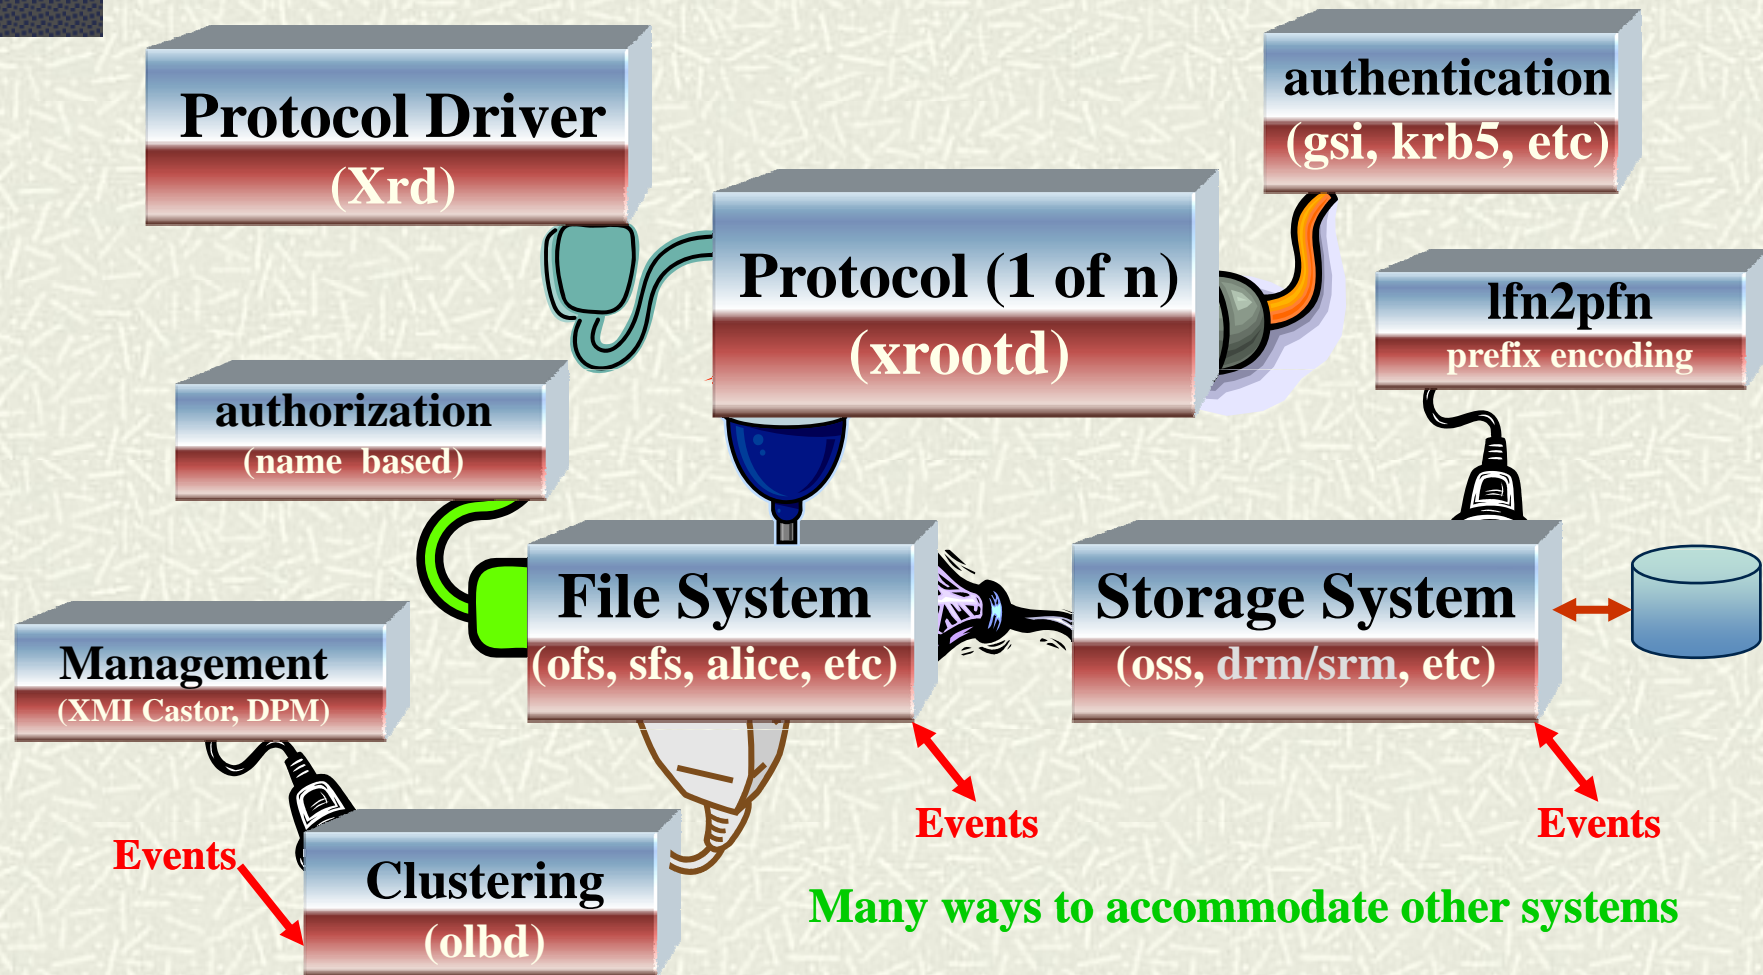 Protocol Driver
(Xrd)
authentication
(gsi, krb5, etc)
Protocol (1 of n)
(xrootd)
lfn2pfn
prefix encoding
authorization
(name based)
File System
(ofs, sfs, alice, etc)
Storage System
(oss, drm/srm, etc)
Management
(XMI Castor, DPM)
Events
Events
Events
Clustering
(olbd)
Many ways to accommodate other systems